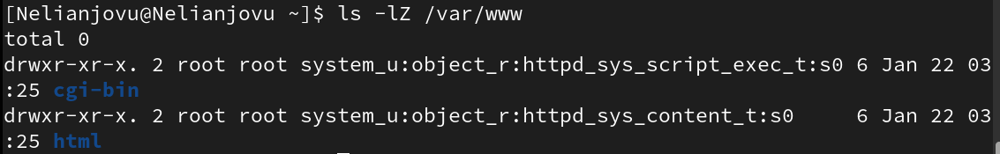 [Nelianjovu@Nelianjovu ~]$ ls -lZ /var/www
total 0
drwxr-xr-x. 2 root root system_u:object_r:httpd_sys_script_exec_t:s0 6 Jan 22 03
:25 cgi-bin
drwxr-xr-x. 2 root root system_u:object_r:httpd_sys_content_t:s0     6 Jan 22 03
:25 html